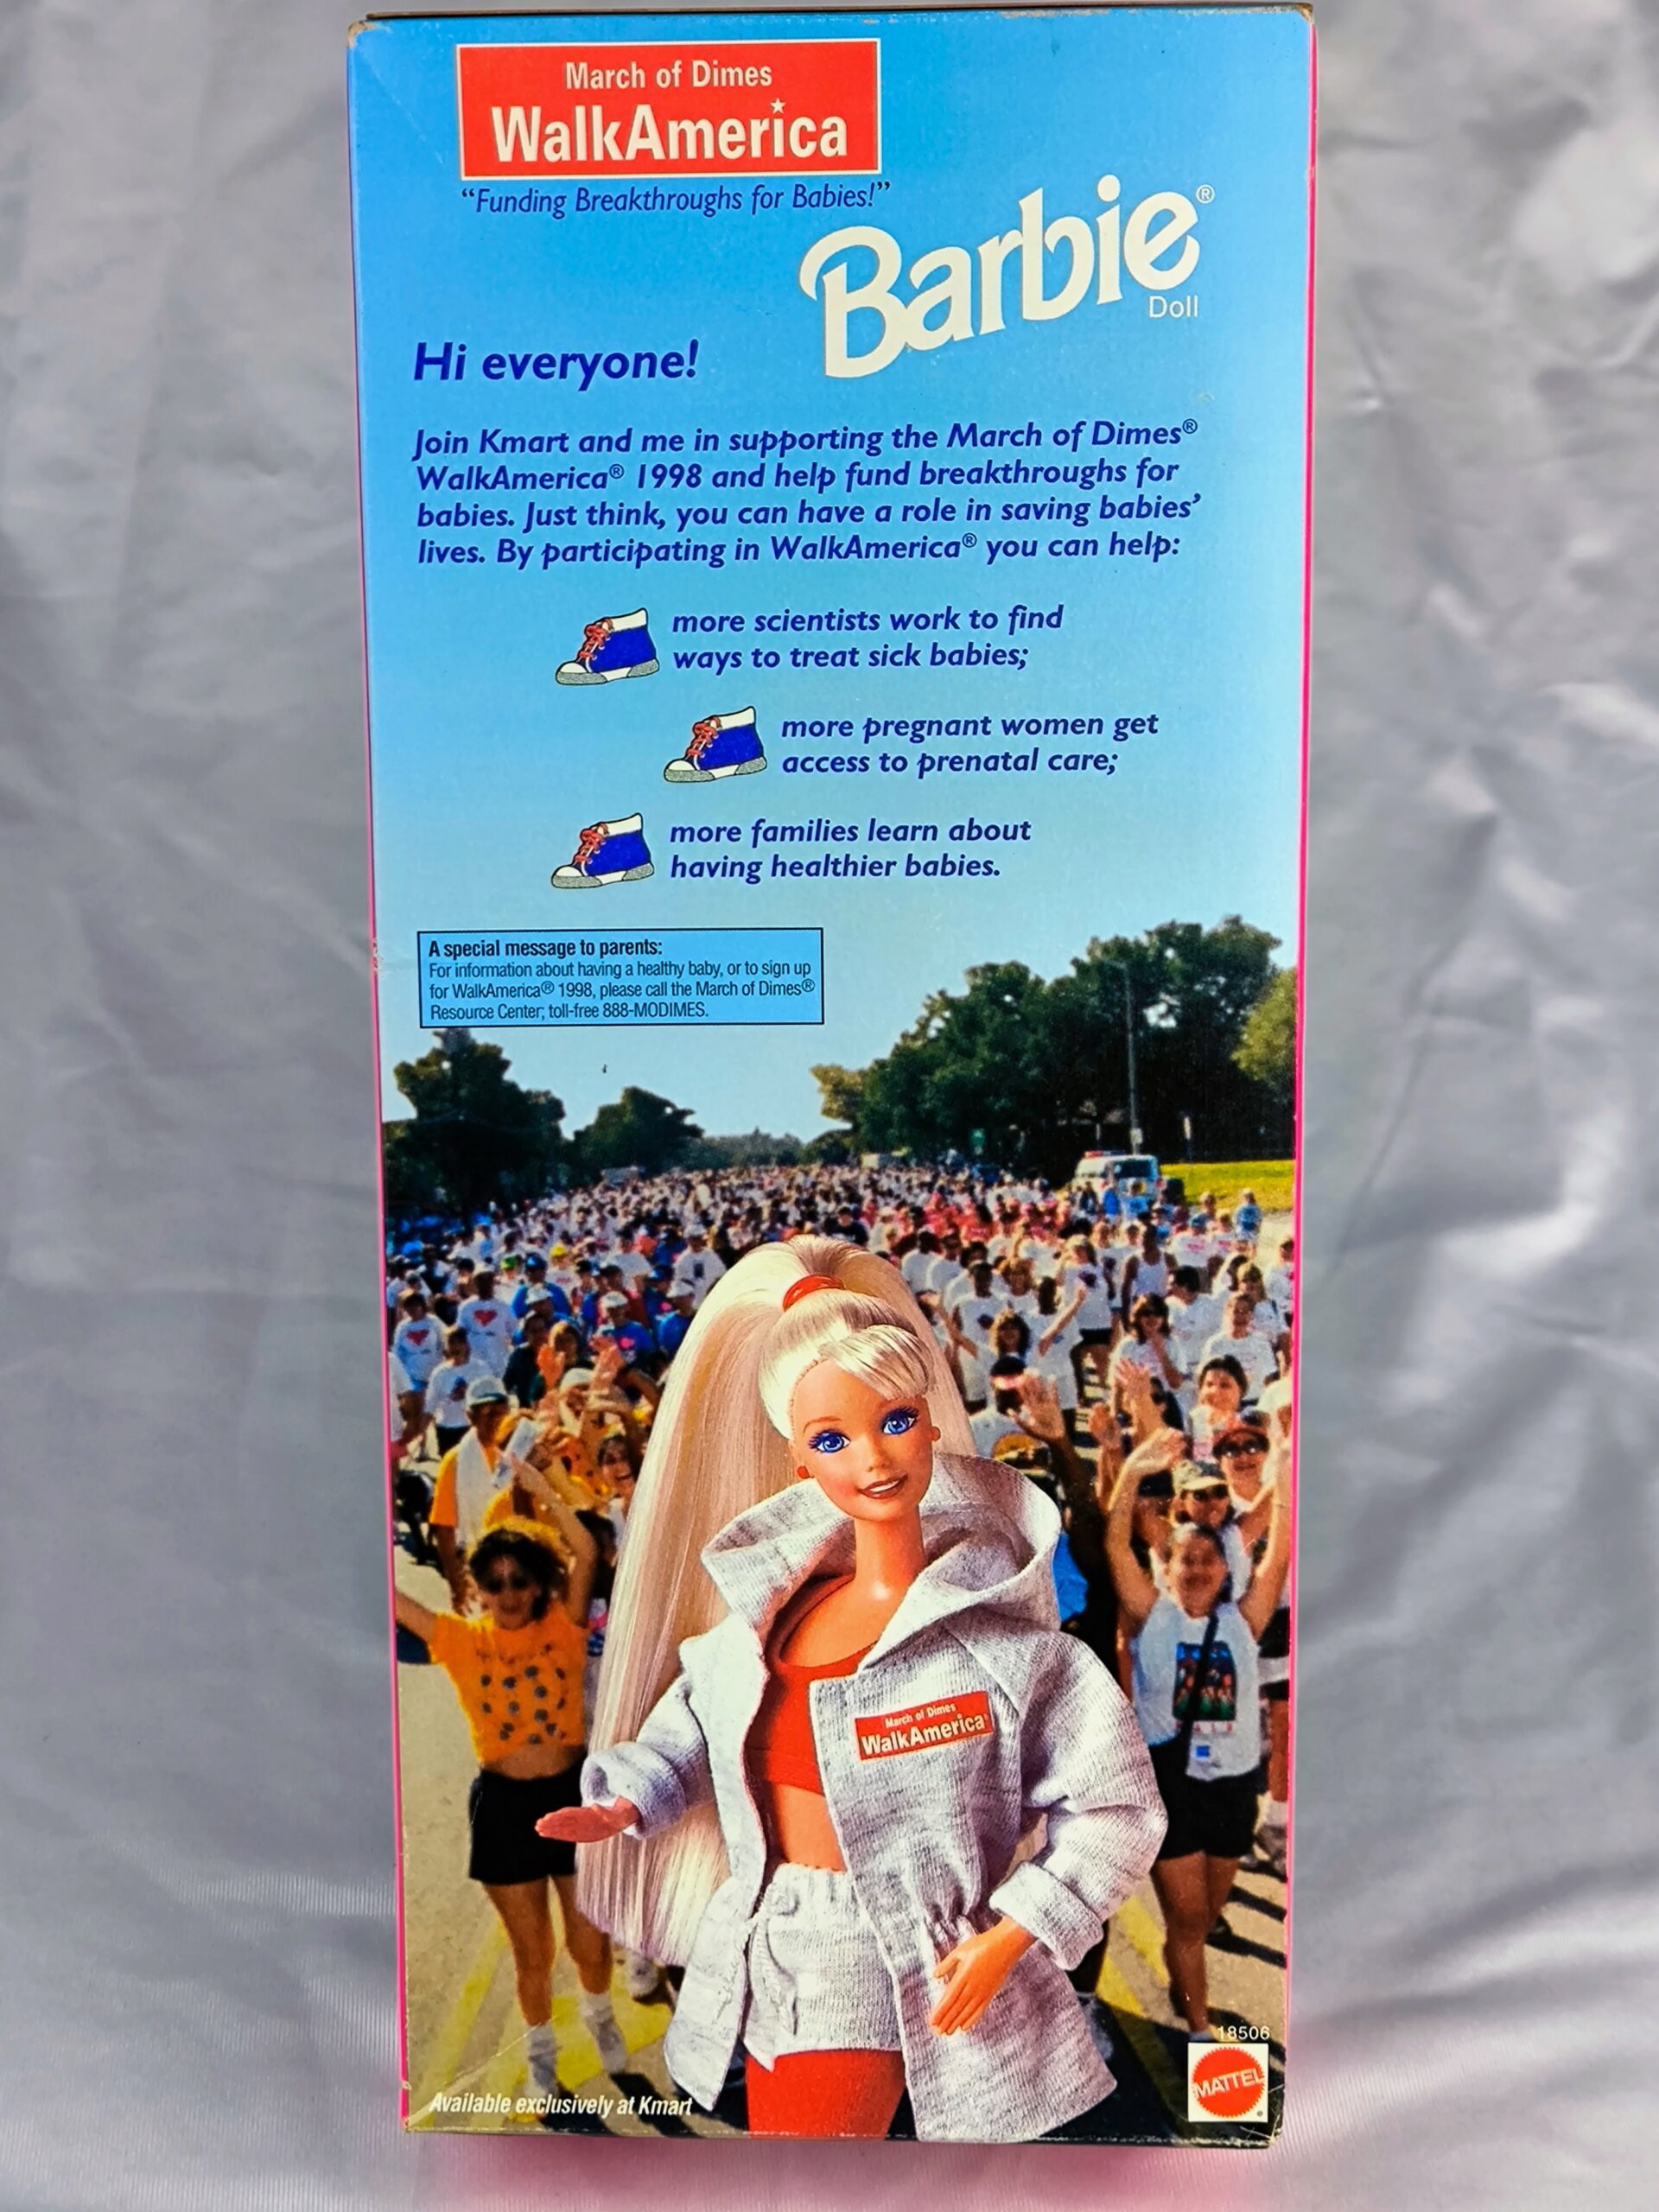 March of Dimes
WalkAmerica
“Funding Breakthroughs for Babies!”
Barbie®
Doll
Hi everyone!
Join Kmart and me in supporting the March of Dimes®
WalkAmerica® 1998 and help fund breakthroughs for
babies. Just think, you can have a role in saving babies’
lives. By participating in WalkAmerica® you can help:
more scientists work to find
ways to treat sick babies;
more pregnant women get
access to prenatal care;
more families learn about
having healthier babies.
A special message to parents:
For information about having a healthy baby, or to sign up
for WalkAmerica® 1998, please call the March of Dimes®
Resource Center; toll-free 888-MODIMES.
March of Dimes
WalkAmerica®
18506
MATTEL
Available exclusively at Kmart